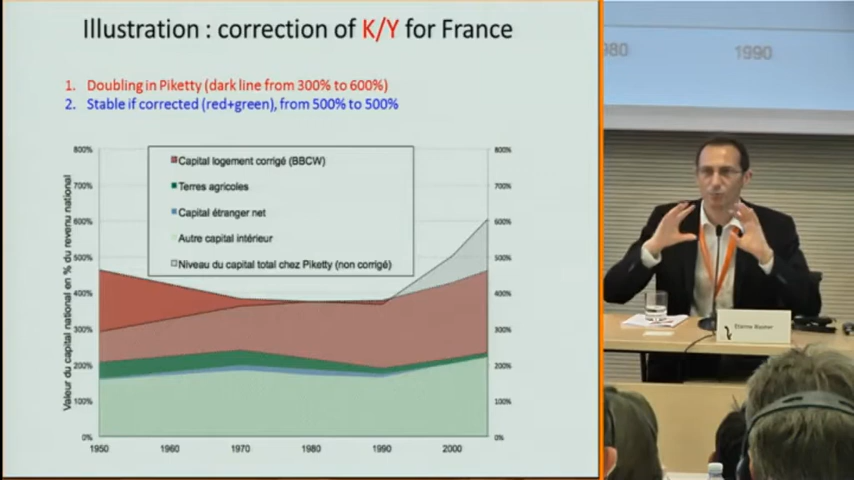 Illustration : correction of K/Y for France
1. Doubling in Piketty (dark line from 300% to 600%)
2. Stable if corrected (red+green), from 500% to 500%
Valeur du capital national en % du revenu national
800%
700%
600%
500%
400%
300%
200%
100%
0%
Capital logement corrigé (BBCW)
Terres agricoles
Capital étranger net
Autre capital intérieur
Niveau du capital total chez Piketty (non corrigé)
800%
700%
600%
500%
400%
300%
200%
100%
0%
1950
1960
1970
1980
1990
2000
980
1990
Etienne Wasmer